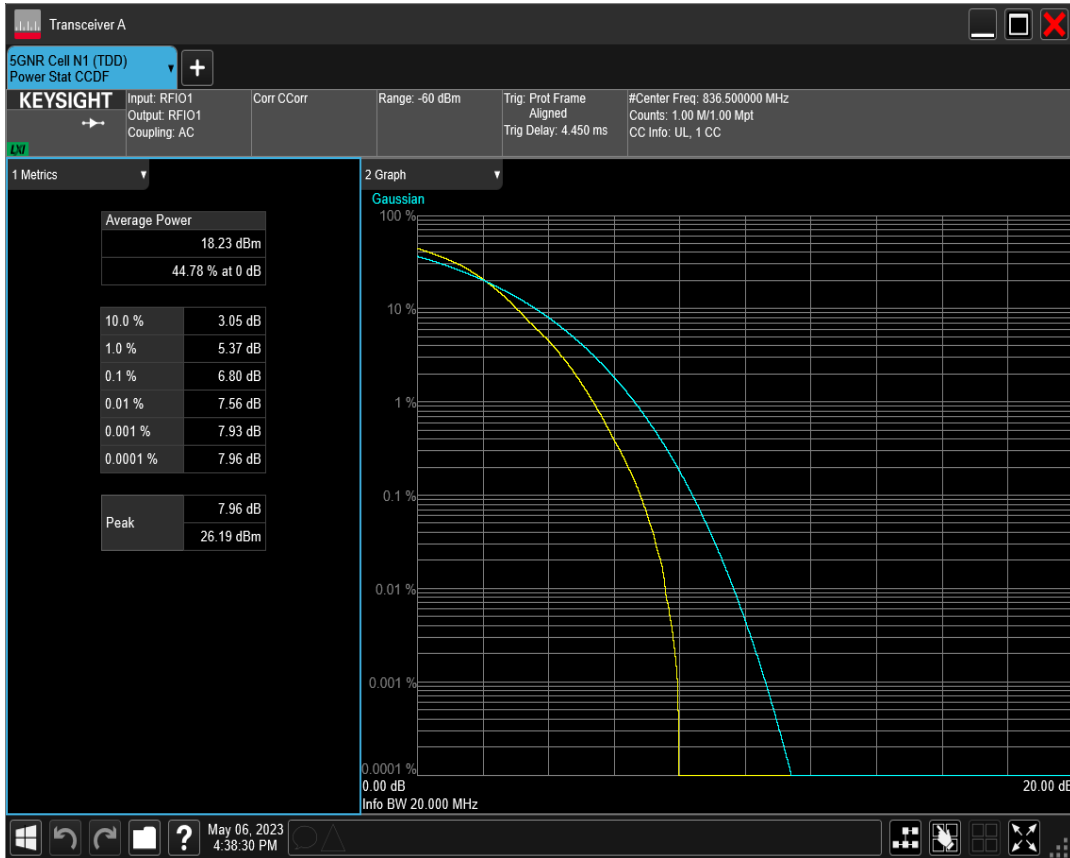 Transceiver A
5GNR Cell N1 (TDD)
Power Stat CCDF
+
KEYSIGHT
LXI
Input: RFIO1
Output: RFIO1
Coupling: AC
Corr CCorr
Range: -60 dBm
Trig: Prot Frame
Aligned
Trig Delay: 4.450 ms
#Center Freq: 836.500000 MHz
Counts: 1.00 M/1.00 Mpt
CC Info: UL, 1 CC
1 Metrics
Average Power
18.23 dBm
44.78 % at 0 dB
10.0 % 3.05 dB
1.0 % 5.37 dB
0.1 % 6.80 dB
0.01 % 7.56 dB
0.001 % 7.93 dB
0.0001 % 7.96 dB
Peak 7.96 dB
26.19 dBm
2 Graph
Gaussian
100 %
10 %
1 %
0.1 %
0.01 %
0.001 %
0.0001 %
0.00 dB 20.00 dB
Info BW 20.000 MHz
?
May 06, 2023
4:38:30 PM